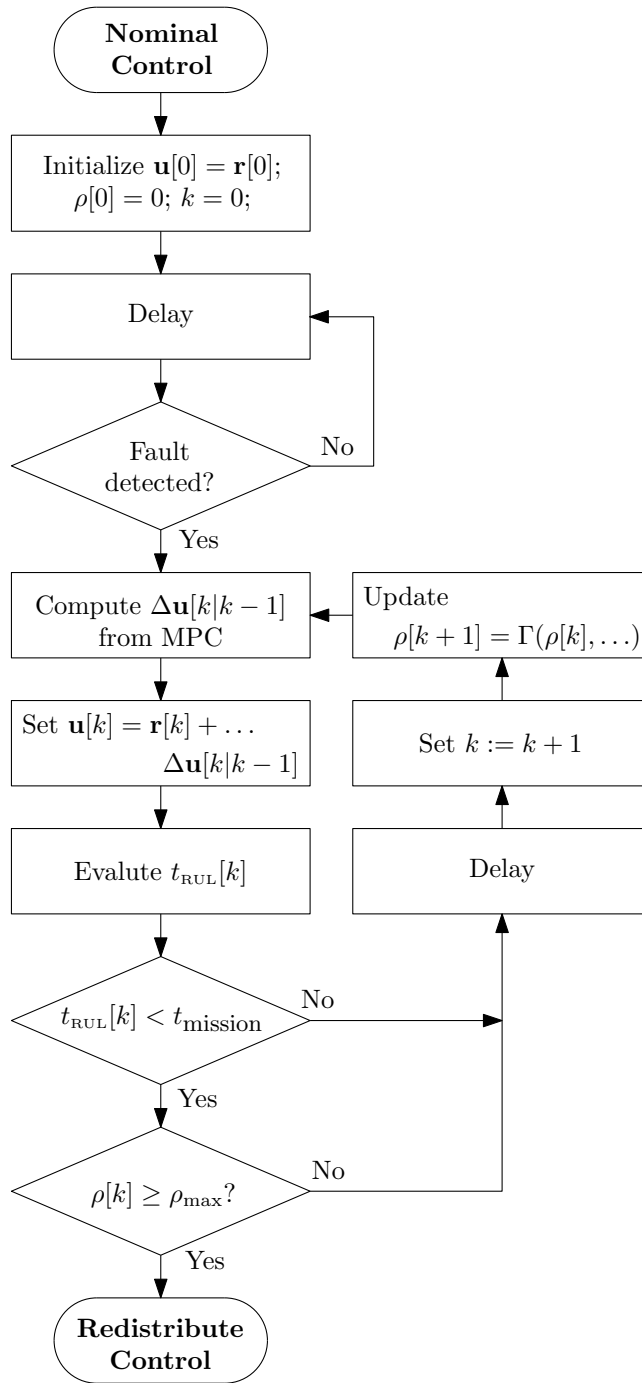 Nominal
Control
Initialize u[0] = r[0];
ρ[0] = 0; k = 0;
Delay
Fault
detected?
No
Yes
Compute Δu[k|k − 1]
from MPC
Update
ρ[k + 1] = Γ(ρ[k], …)
Set u[k] = r[k] + …
Δu[k|k − 1]
Set k := k + 1
Evalute t_RUL[k]
Delay
t_RUL[k] < t_mission
No
Yes
ρ[k] ≥ ρ_max?
No
Yes
Redistribute
Control